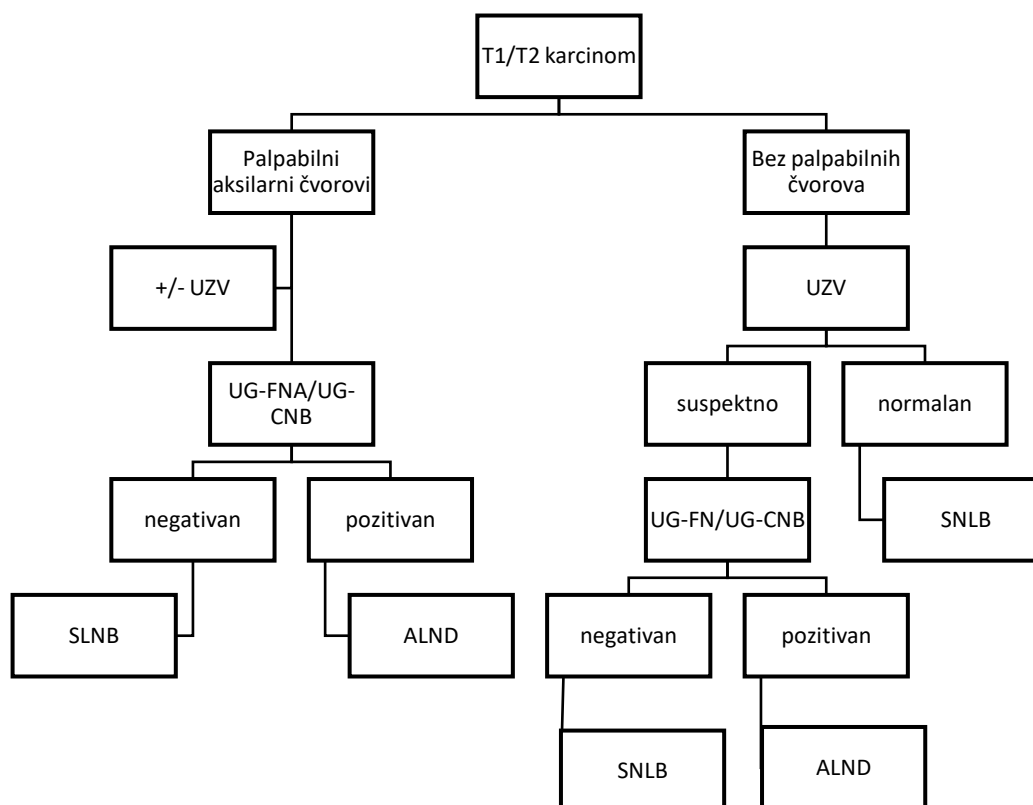 T1/T2 karcinom
Palpabilni
aksilarni čvorovi
Bez palpabilnih
čvorova
+/- UZV
UZV
UG-FNA/UG-
CNB
suspektno
normalan
negativan
pozitivan
UG-FN/UG-CNB
SNLB
SLNB
ALND
negativan
pozitivan
SNLB
ALND